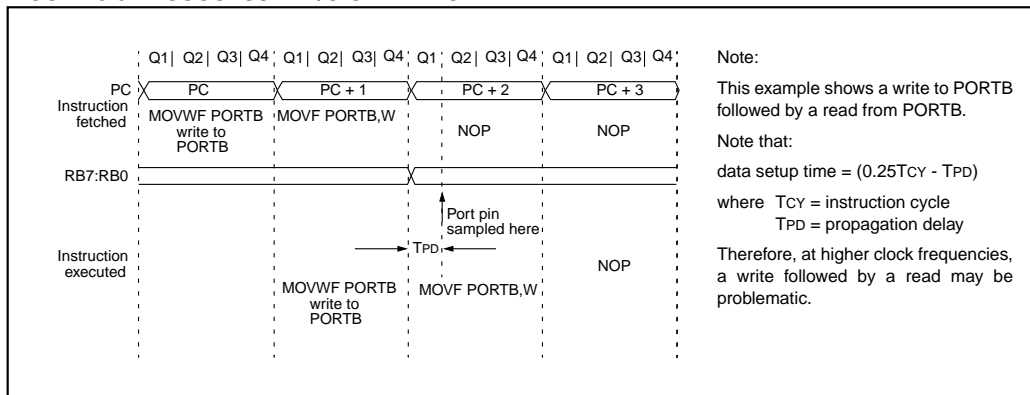 Q1| Q2| Q3| Q4 Q1| Q2| Q3| Q4 Q1| Q2| Q3| Q4 Q1| Q2| Q3| Q4
PC PC PC + 1 PC + 2 PC + 3
Instruction
fetched
MOVWF PORTB
write to
PORTB
MOVF PORTB,W
NOP
NOP
RB7:RB0
Port pin
sampled here
TPD
Instruction
executed
MOVWF PORTB
write to
PORTB
MOVF PORTB,W
NOP
Note:
This example shows a write to PORTB
followed by a read from PORTB.
Note that:
data setup time = (0.25TCY - TPD)
where TCY = instruction cycle
TPD = propagation delay
Therefore, at higher clock frequencies,
a write followed by a read may be
problematic.